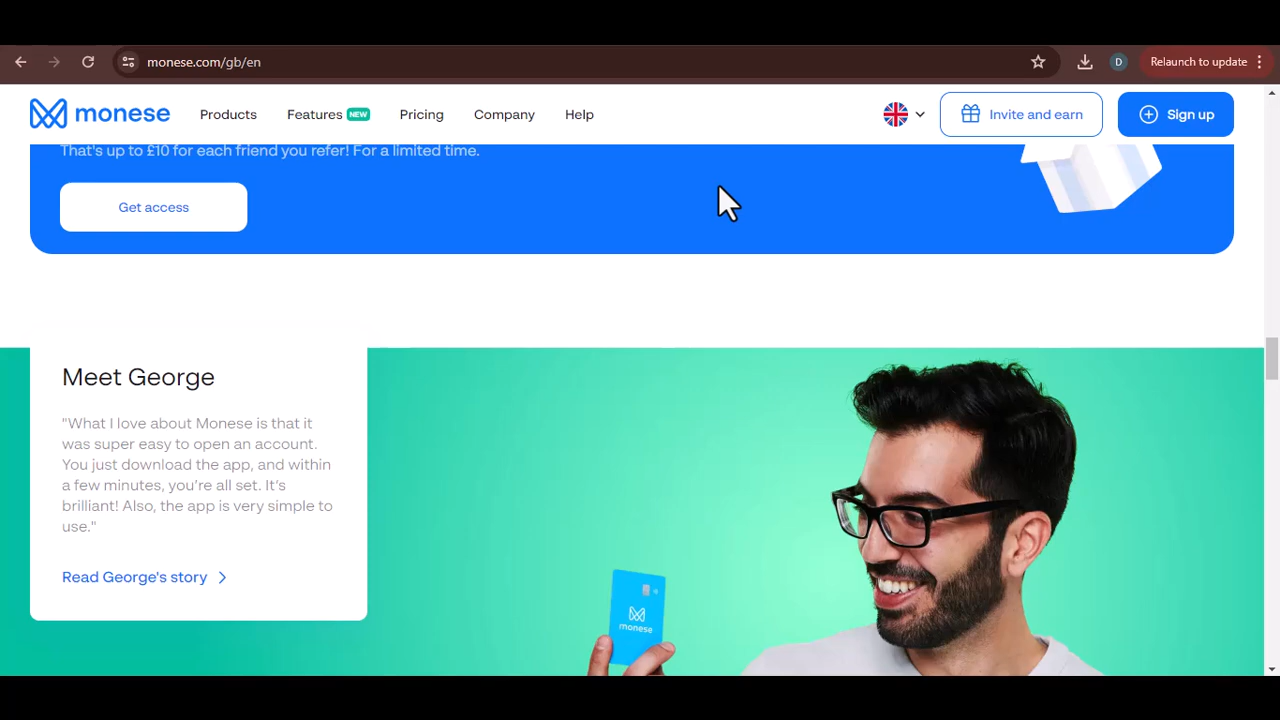 monese.com/gb/en
D
Relaunch to update
monese
Products
Features NEW
Pricing
Company
Help
Invite and earn
Sign up
That's up to £10 for each friend you refer! For a limited time.
Get access
Meet George
"What I love about Monese is that it
was super easy to open an account.
You just download the app, and within
a few minutes, you're all set. It's
brilliant! Also, the app is very simple to
use."
Read George's story
monese